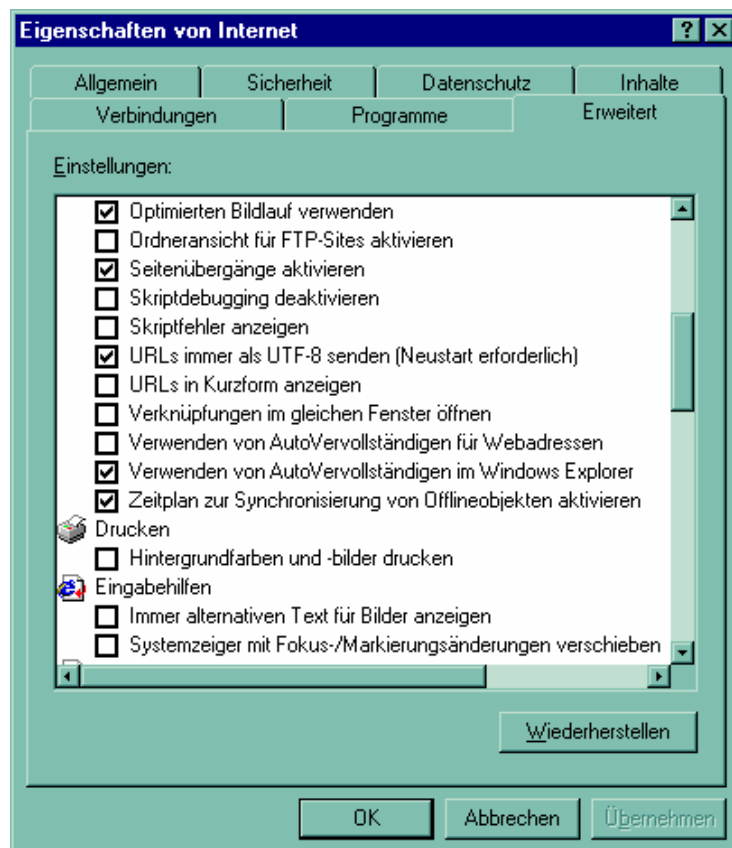 Eigenschaften von Internet
Allgemein Sicherheit Datenschutz Inhalte
Verbindungen Programme Erweitert
Einstellungen:
Optimierten Bildlauf verwenden
Ordneransicht für FTP-Sites aktivieren
Seitenübergänge aktivieren
Skriptdebugging deaktivieren
Skriptfehler anzeigen
URLs immer als UTF-8 senden (Neustart erforderlich)
URLs in Kurzform anzeigen
Verknüpfungen im gleichen Fenster öffnen
Verwenden von AutoVervollständigen für Webadressen
Verwenden von AutoVervollständigen im Windows Explorer
Zeitplan zur Synchronisierung von Offlineobjekten aktivieren
Drucken
Hintergrundfarben und -bilder drucken
Eingabehilfen
Immer alternativen Text für Bilder anzeigen
Systemzeiger mit Fokus-/Markierungsänderungen verschieben
Wiederherstellen
OK Abbrechen Übernehmen